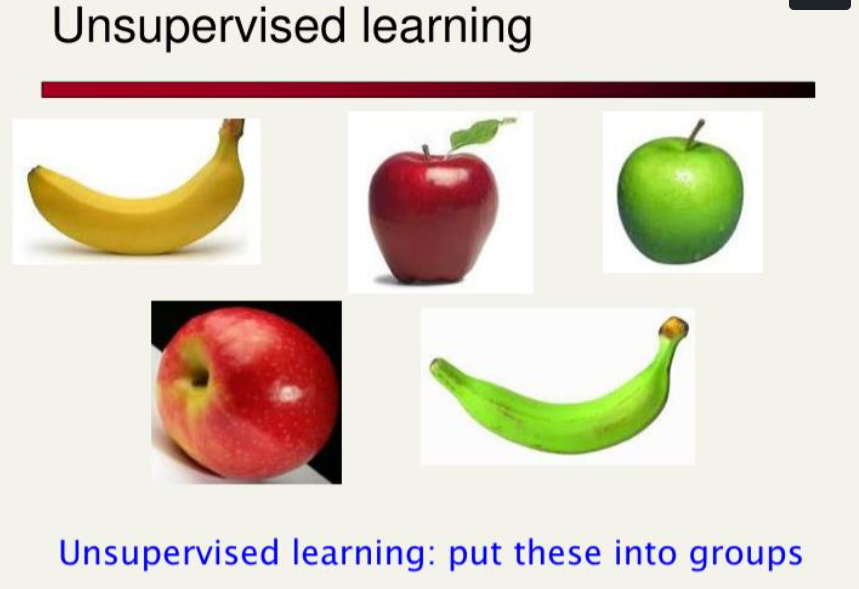 Unsupervised learning
Unsupervised learning: put these into groups